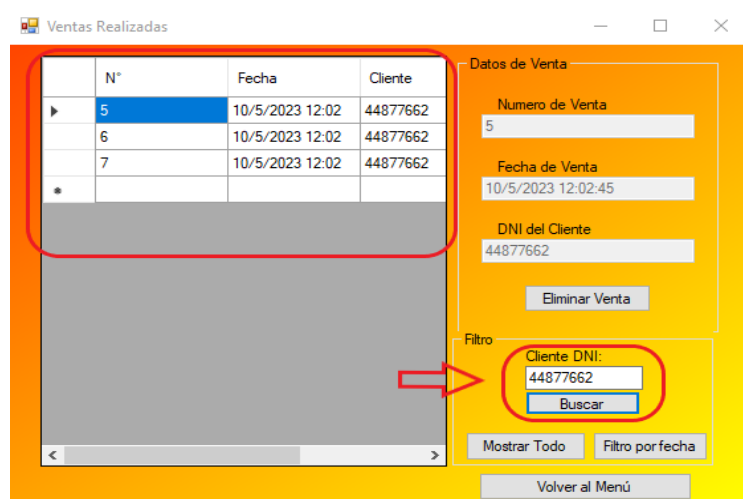 Ventas Realizadas
N° Fecha Cliente
5 10/5/2023 12:02 44877662
6 10/5/2023 12:02 44877662
7 10/5/2023 12:02 44877662
Datos de Venta
Numero de Venta
5
Fecha de Venta
10/5/2023 12:02:45
DNI del Cliente
44877662
Eliminar Venta
Filtro
Cliente DNI:
44877662
Buscar
Mostrar Todo Filtro por fecha
Volver al Menú